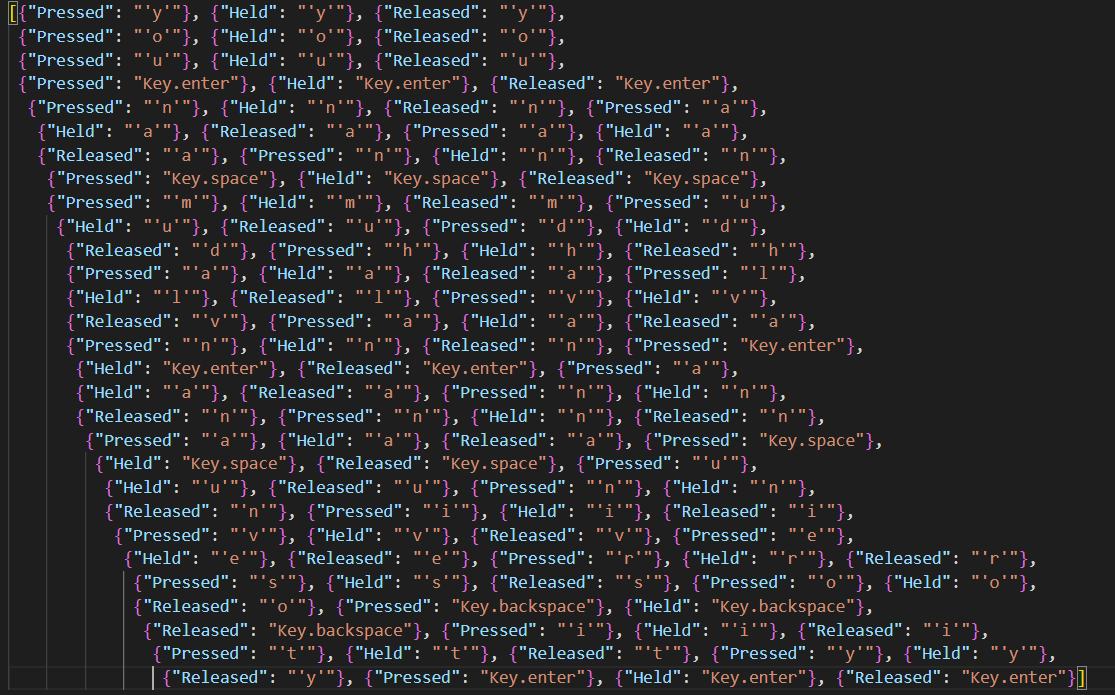 [{"Pressed": "'y'"}, {"Held": "'y'"}, {"Released": "'y'"},
{"Pressed": "'o'"}, {"Held": "'o'"}, {"Released": "'o'"},
{"Pressed": "'u'"}, {"Held": "'u'"}, {"Released": "'u'"},
{"Pressed": "Key.enter"}, {"Held": "Key.enter"}, {"Released": "Key.enter"},
{"Pressed": "'n'"}, {"Held": "'n'"}, {"Released": "'n'"}, {"Pressed": "'a'"},
{"Held": "'a'"}, {"Released": "'a'"}, {"Pressed": "'a'"}, {"Held": "'a'"},
{"Released": "'a'"}, {"Pressed": "'n'"}, {"Held": "'n'"}, {"Released": "'n'"},
{"Pressed": "Key.space"}, {"Held": "Key.space"}, {"Released": "Key.space"},
{"Pressed": "'m'"}, {"Held": "'m'"}, {"Released": "'m'"}, {"Pressed": "'u'"},
{"Held": "'u'"}, {"Released": "'u'"}, {"Pressed": "'d'"}, {"Held": "'d'"},
{"Released": "'d'"}, {"Pressed": "'h'"}, {"Held": "'h'"}, {"Released": "'h'"},
{"Pressed": "'a'"}, {"Held": "'a'"}, {"Released": "'a'"}, {"Pressed": "'l'"},
{"Held": "'l'"}, {"Released": "'l'"}, {"Pressed": "'v'"}, {"Held": "'v'"},
{"Released": "'v'"}, {"Pressed": "'a'"}, {"Held": "'a'"}, {"Released": "'a'"},
{"Pressed": "'n'"}, {"Held": "'n'"}, {"Released": "'n'"}, {"Pressed": "Key.enter"},
{"Held": "Key.enter"}, {"Released": "Key.enter"}, {"Pressed": "'a'"},
{"Held": "'a'"}, {"Released": "'a'"}, {"Pressed": "'n'"}, {"Held": "'n'"},
{"Released": "'n'"}, {"Pressed": "'n'"}, {"Held": "'n'"}, {"Released": "'n'"},
{"Pressed": "'a'"}, {"Held": "'a'"}, {"Released": "'a'"}, {"Pressed": "Key.space"},
{"Held": "Key.space"}, {"Released": "Key.space"}, {"Pressed": "'u'"},
{"Held": "'u'"}, {"Released": "'u'"}, {"Pressed": "'n'"}, {"Held": "'n'"},
{"Released": "'n'"}, {"Pressed": "'i'"}, {"Held": "'i'"}, {"Released": "'i'"},
{"Pressed": "'v'"}, {"Held": "'v'"}, {"Released": "'v'"}, {"Pressed": "'e'"},
{"Held": "'e'"}, {"Released": "'e'"}, {"Pressed": "'r'"}, {"Held": "'r'"}, {"Released": "'r'"},
{"Pressed": "'s'"}, {"Held": "'s'"}, {"Released": "'s'"}, {"Pressed": "'o'"}, {"Held": "'o'"},
{"Released": "'o'"}, {"Pressed": "Key.backspace"}, {"Held": "Key.backspace"},
{"Released": "Key.backspace"}, {"Pressed": "'i'"}, {"Held": "'i'"}, {"Released": "'i'"},
{"Pressed": "'t'"}, {"Held": "'t'"}, {"Released": "'t'"}, {"Pressed": "'y'"}, {"Held": "'y'"},
{"Released": "'y'"}, {"Pressed": "Key.enter"}, {"Held": "Key.enter"}, {"Released": "Key.enter"}]